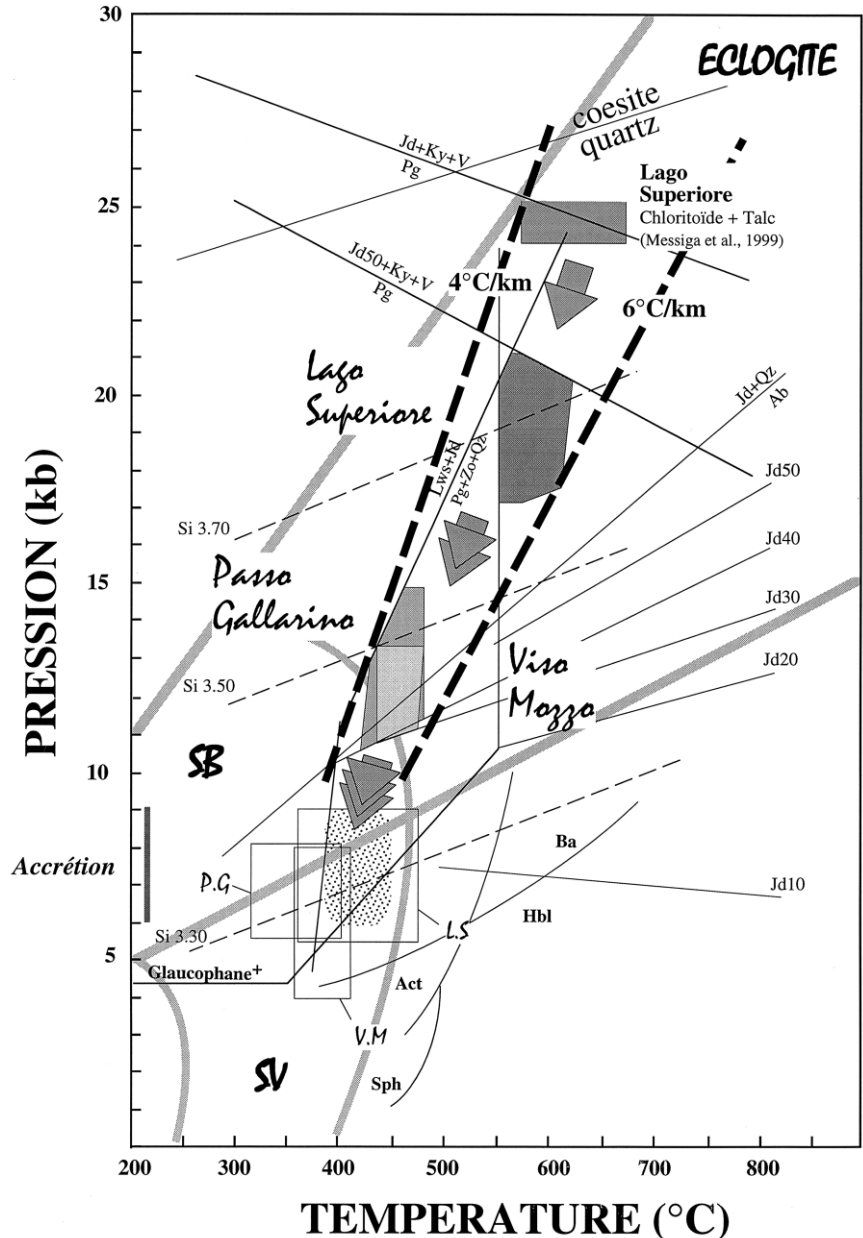 30
ECLOGITE
coesite
quartz
Jd+Ky+V
Pg
Lago
Superiore
Chloritoïde + Talc
(Messiga et al., 1999)
25
Jd50+Ky+V
Pg
4°C/km
6°C/km
Lago
Superiore
20
Jd+Qz
Ab
Lws+Jd
Pg+Zo+Qz
Jd50
Si 3.70
Jd40
Passo
Gallarino
15
Jd30
Viso
Mozzo
Jd20
Si 3.50
SB
10
Accrétion
P.G
Ba
Jd10
Hbl
L.S
Si 3.30
5
Glaucophane+
Act
V.M
SV
Sph
PRESSION (kb)
200
300
400
500
600
700
800
TEMPERATURE (°C)